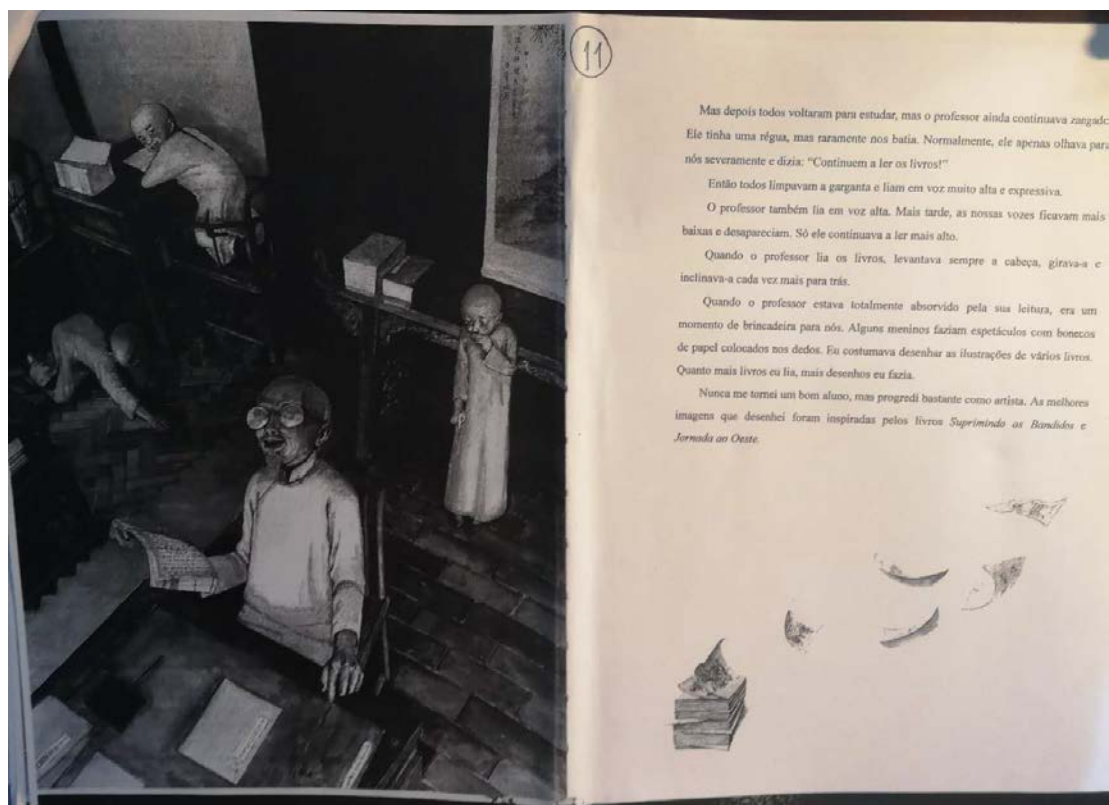 11
Mas depois todos voltaram para estudar, mas o professor ainda continuava zangado.
Ele tinha uma régua, mas raramente nos batia. Normalmente, ele apenas olhava para
nós severamente e dizia: “Continuem a ler os livros!”
Então todos limpavam a garganta e liam em voz muito alta e expressiva.
O professor também lia em voz alta. Mais tarde, as nossas vozes ficavam mais
baixas e desapareciam. Só ele continuava a ler mais alto.
Quando o professor lia os livros, levantava sempre a cabeça, girava-a e
inclinava-a cada vez mais para trás.
Quando o professor estava totalmente absorvido pela sua leitura, era um
momento de brincadeira para nós. Alguns meninos faziam espetáculos com bonecos
de papel colocados nos dedos. Eu costumava desenhar as ilustrações de vários livros.
Quanto mais livros eu lia, mais desenhos eu fazia.
Nunca me tornei um bom aluno, mas progredi bastante como artista. As melhores
imagens que desenhei foram inspiradas pelos livros Suprimindo os Bandidos e
Jornada ao Oeste.